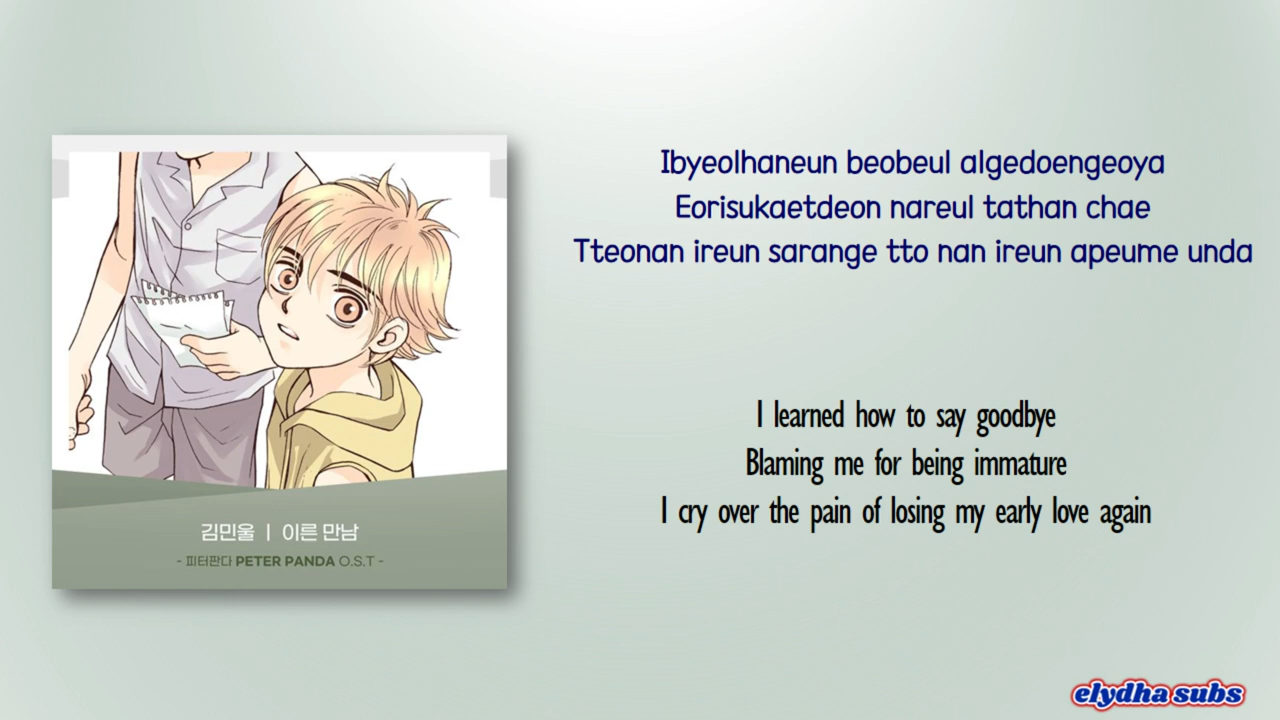 Ibyeolhaneun beobeul algedoengeoya
Eorisukaetdeon nareul tathan chae
Tteonan ireun sarange tto nan ireun apeume unda
I learned how to say goodbye
Blaming me for being immature
I cry over the pain of losing my early love again
김민울 | 이른 만남
- 피터판다 PETER PANDA O.S.T -
elydha subs